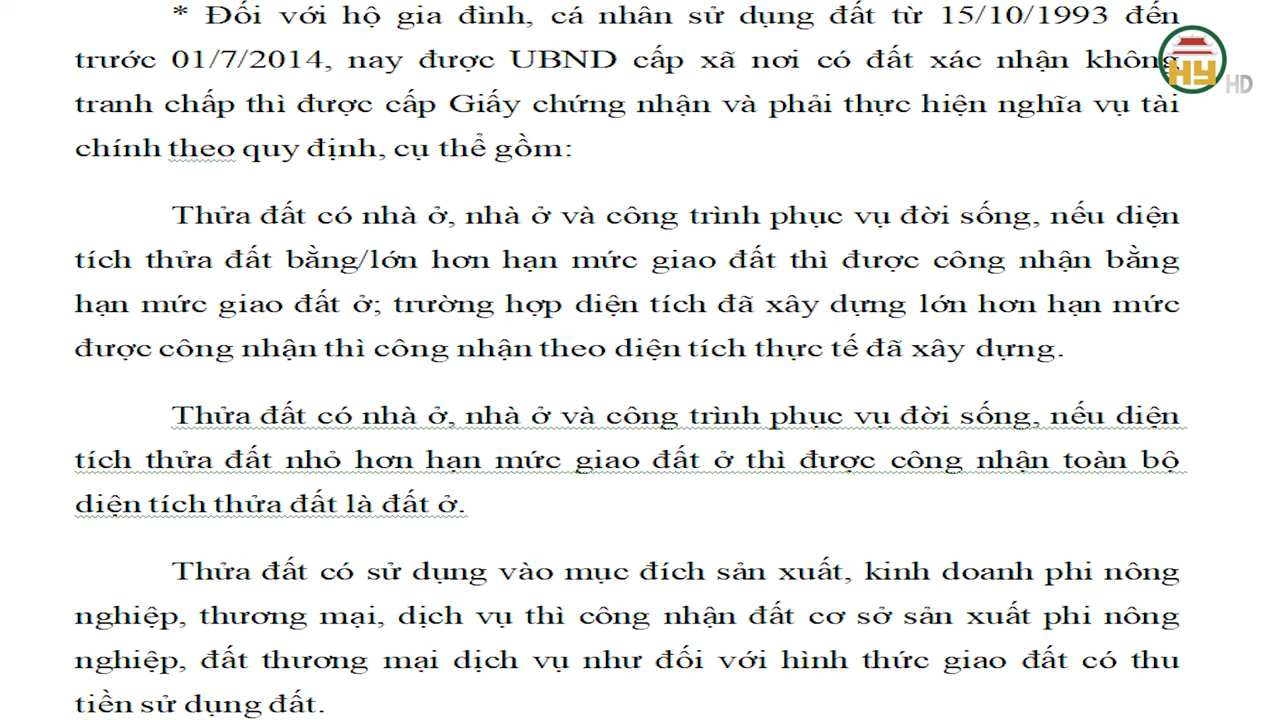 * Đối với hộ gia đình, cá nhân sử dụng đất từ 15/10/1993 đến
trước 01/7/2014, nay được UBND cấp xã nơi có đất xác nhận không
tranh chấp thì được cấp Giấy chứng nhận và phải thực hiện nghĩa vụ tài
chính theo quy định, cụ thể gồm:
Thửa đất có nhà ở, nhà ở và công trình phục vụ đời sống, nếu diện
tích thửa đất bằng/lớn hơn hạn mức giao đất thì được công nhận bằng
hạn mức giao đất ở; trường hợp diện tích đã xây dựng lớn hơn hạn mức
được công nhận thì công nhận theo diện tích thực tế đã xây dựng.
Thửa đất có nhà ở, nhà ở và công trình phục vụ đời sống, nếu diện
tích thửa đất nhỏ hơn hạn mức giao đất ở thì được công nhận toàn bộ
diện tích thửa đất là đất ở.
Thửa đất có sử dụng vào mục đích sản xuất, kinh doanh phi nông
nghiệp, thương mại, dịch vụ thì công nhận đất cơ sở sản xuất phi nông
nghiệp, đất thương mại dịch vụ như đối với hình thức giao đất có thu
tiền sử dụng đất.
HY HD